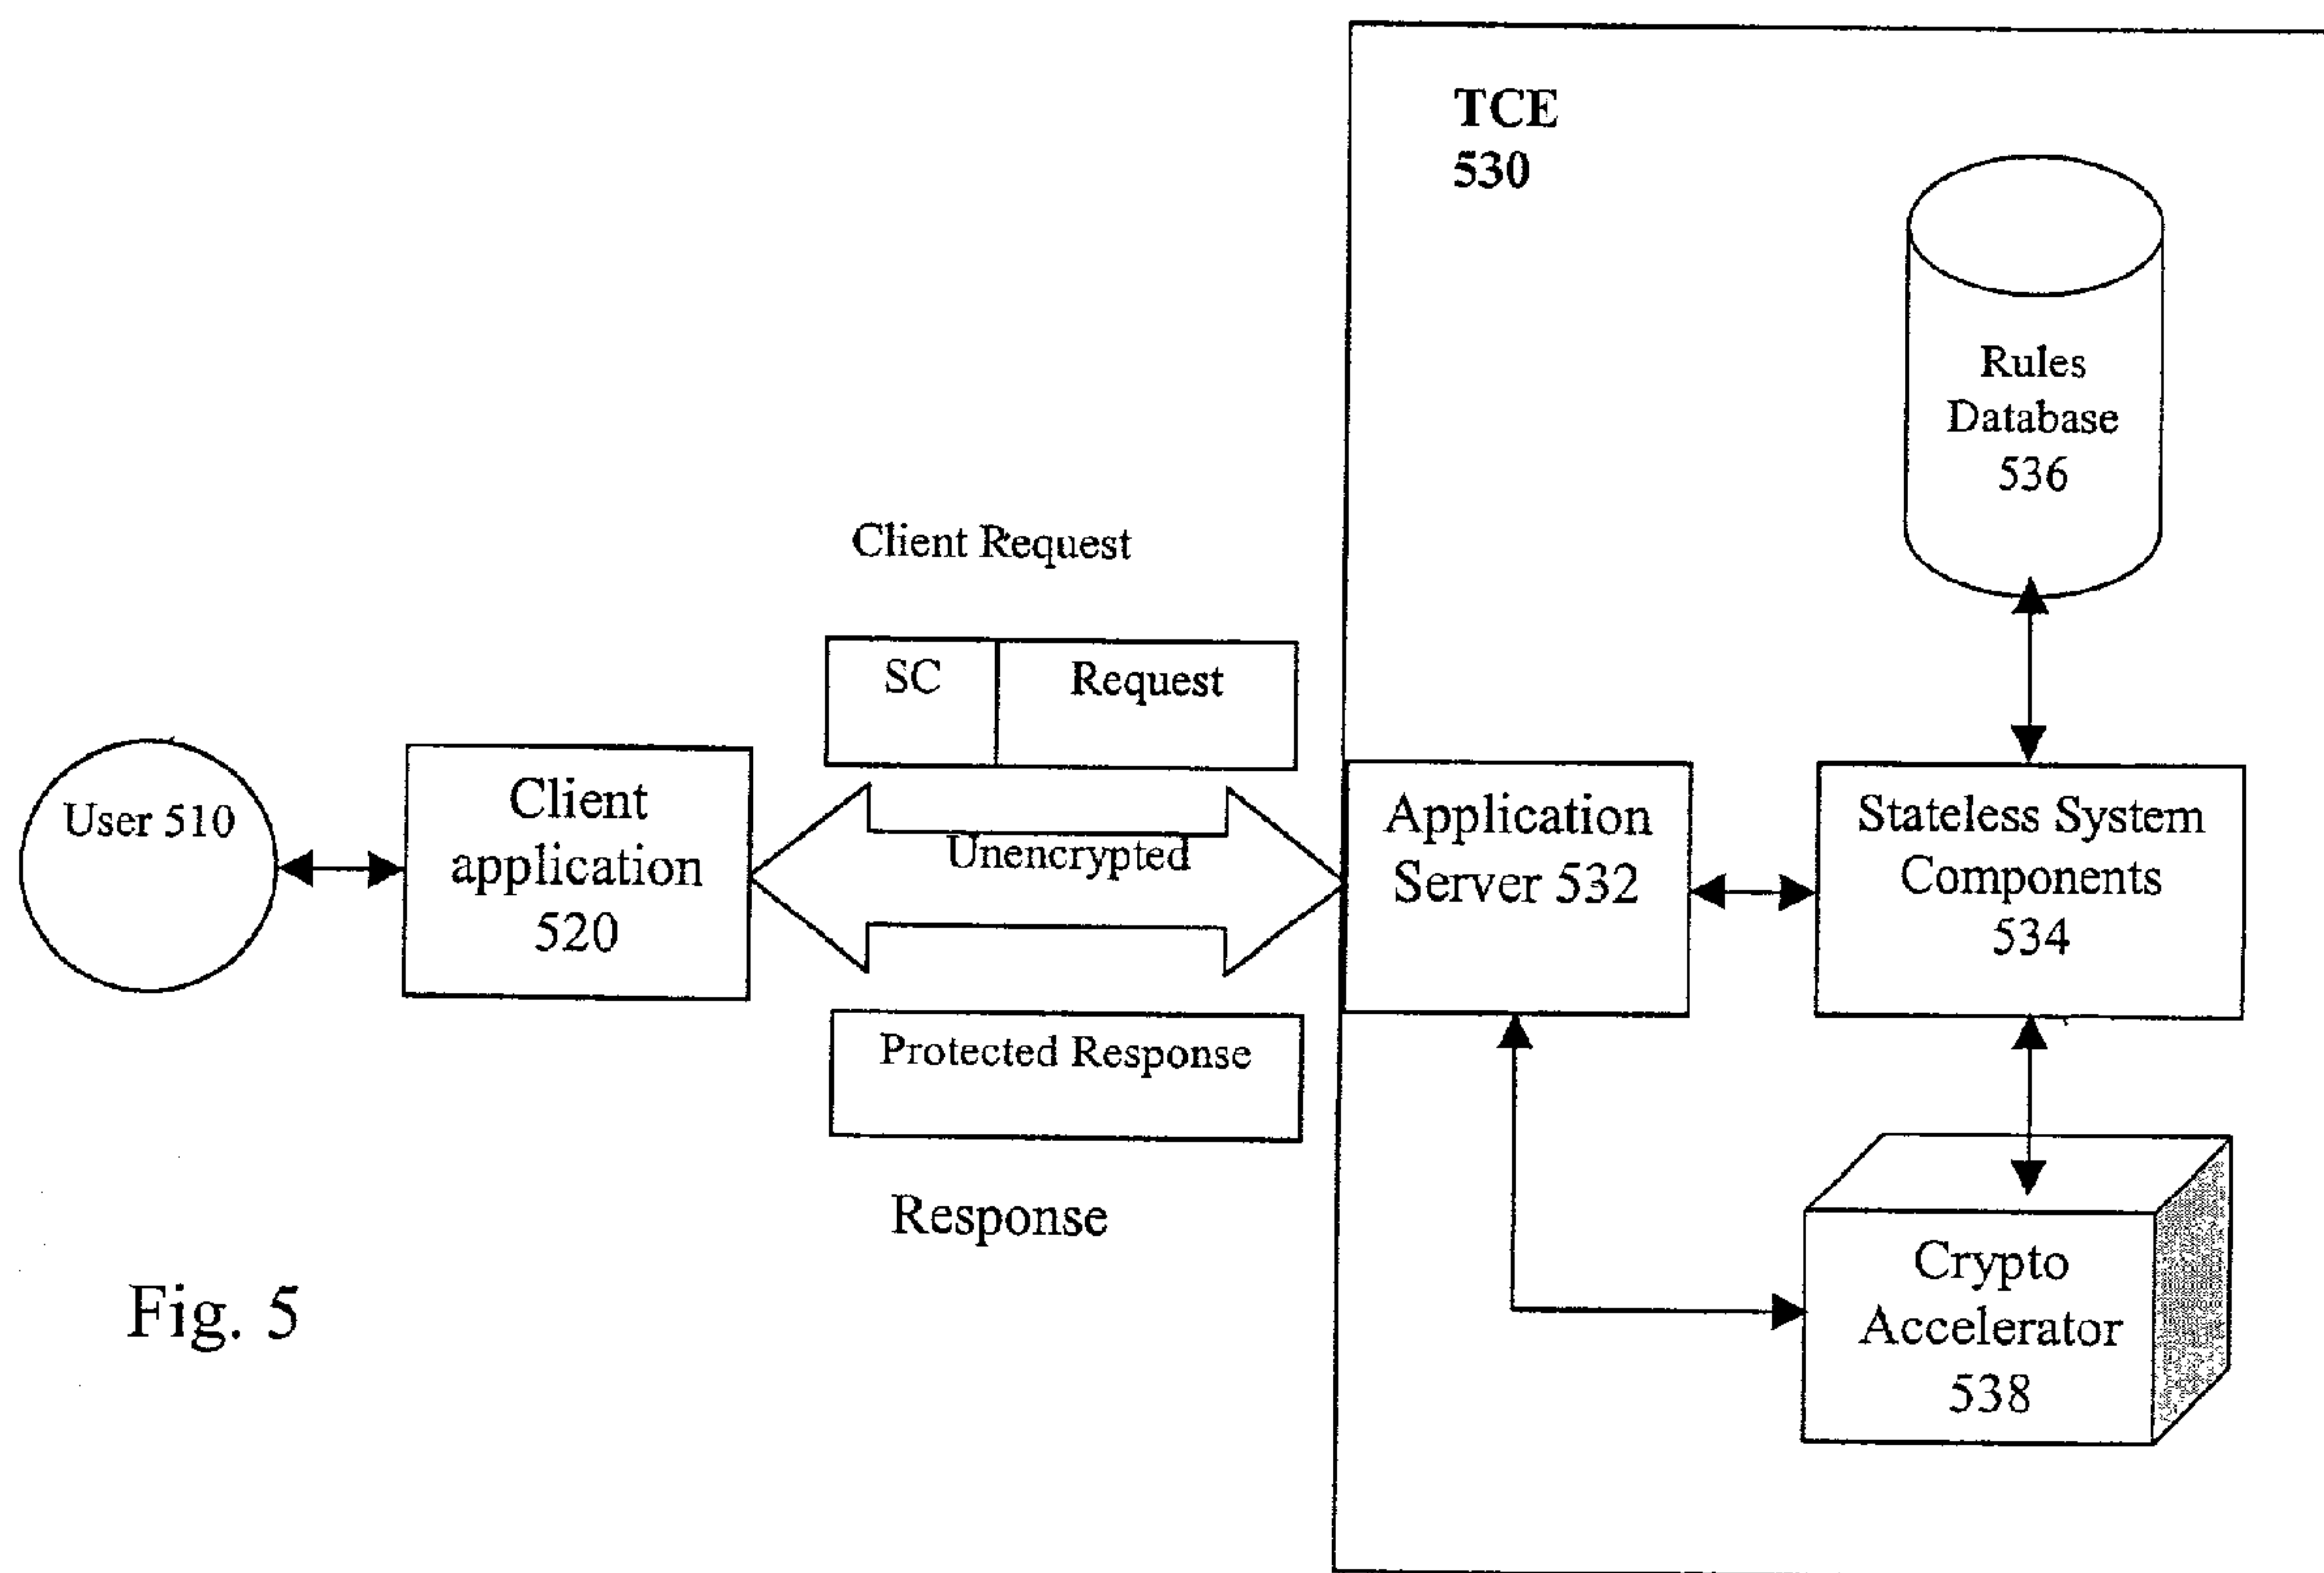 TCE
530
Rules
Database
536
Client Request
SC
Request
User 510
Client
application
520
Unencrypted
Application
Server 532
Stateless System
Components
534
Protected Response
Response
Crypto
Accelerator
538
Fig. 5